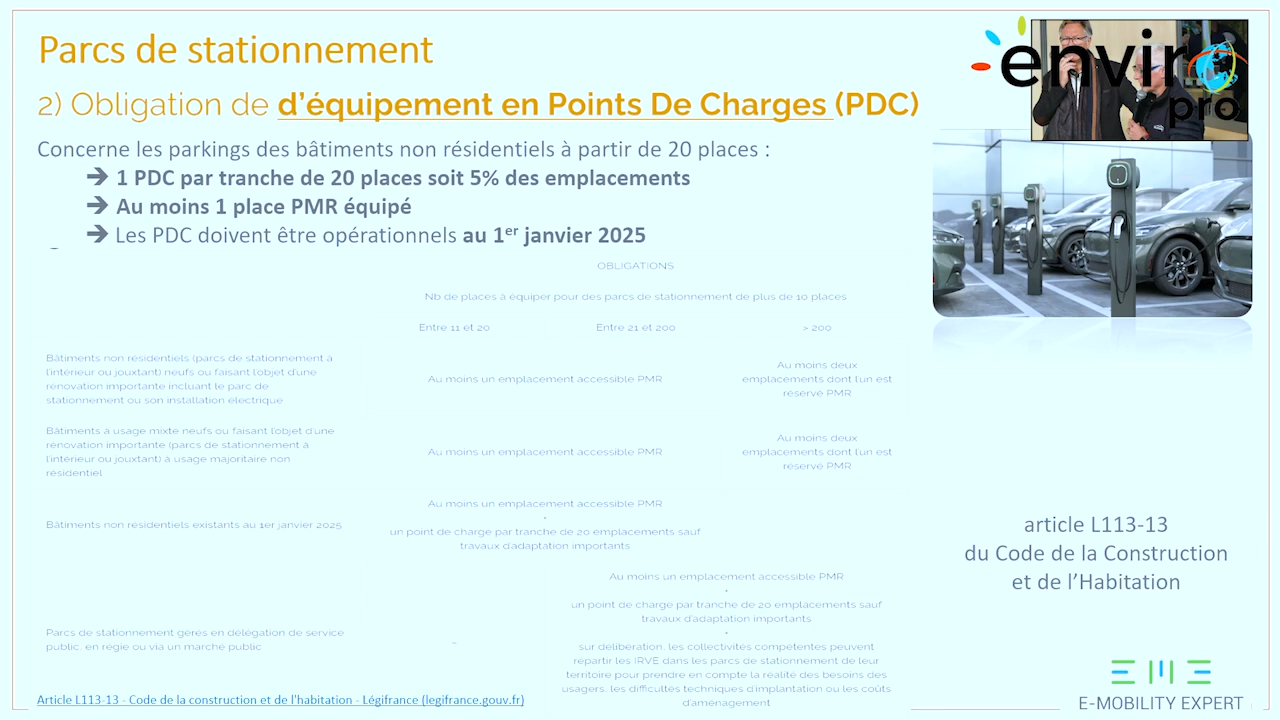 Parcs de stationnement
2) Obligation de d'équipement en Points De Charges (PDC)
Concerne les parkings des bâtiments non résidentiels à partir de 20 places :
➔ 1 PDC par tranche de 20 places soit 5% des emplacements
➔ Au moins 1 place PMR équipé
➔ Les PDC doivent être opérationnels au 1er janvier 2025
OBLIGATIONS
Nb de places à équiper pour des parcs de stationnement de plus de 10 places
Entre 11 et 20
Entre 21 et 200
> 200
Bâtiments non résidentiels (parcs de stationnement à
l'intérieur ou jouxtant) neufs ou faisant l'objet d'une
rénovation importante incluant le parc de
stationnement ou son installation électrique
Au moins un emplacement accessible PMR
Au moins deux
emplacements dont l'un est
réservé PMR
Bâtiments à usage mixte neufs ou faisant l'objet d'une
rénovation importante (parcs de stationnement à
l'intérieur ou jouxtant) à usage majoritaire non
résidentiel
Au moins un emplacement accessible PMR
Au moins deux
emplacements dont l'un est
réservé PMR
Bâtiments non résidentiels existants au 1er janvier 2025
Au moins un emplacement accessible PMR
+
un point de charge par tranche de 20 emplacements sauf
travaux d'adaptation importants
Parcs de stationnement gérés en délégation de service
public, en régie ou via un marché public
–
Au moins un emplacement accessible PMR
+
un point de charge par tranche de 20 emplacements sauf
travaux d'adaptation importants
+
sur délibération, les collectivités compétentes peuvent
répartir les IRVE dans les parcs de stationnement de leur
territoire pour prendre en compte la réalité des besoins des
usagers, les difficultés techniques d'implantation ou les coûts
d'aménagement
Article L113-13 - Code de la construction et de l'habitation - Légifrance (legifrance.gouv.fr)
enviro
pro
article L113-13
du Code de la Construction
et de l'Habitation
EME
E-MOBILITY EXPERT